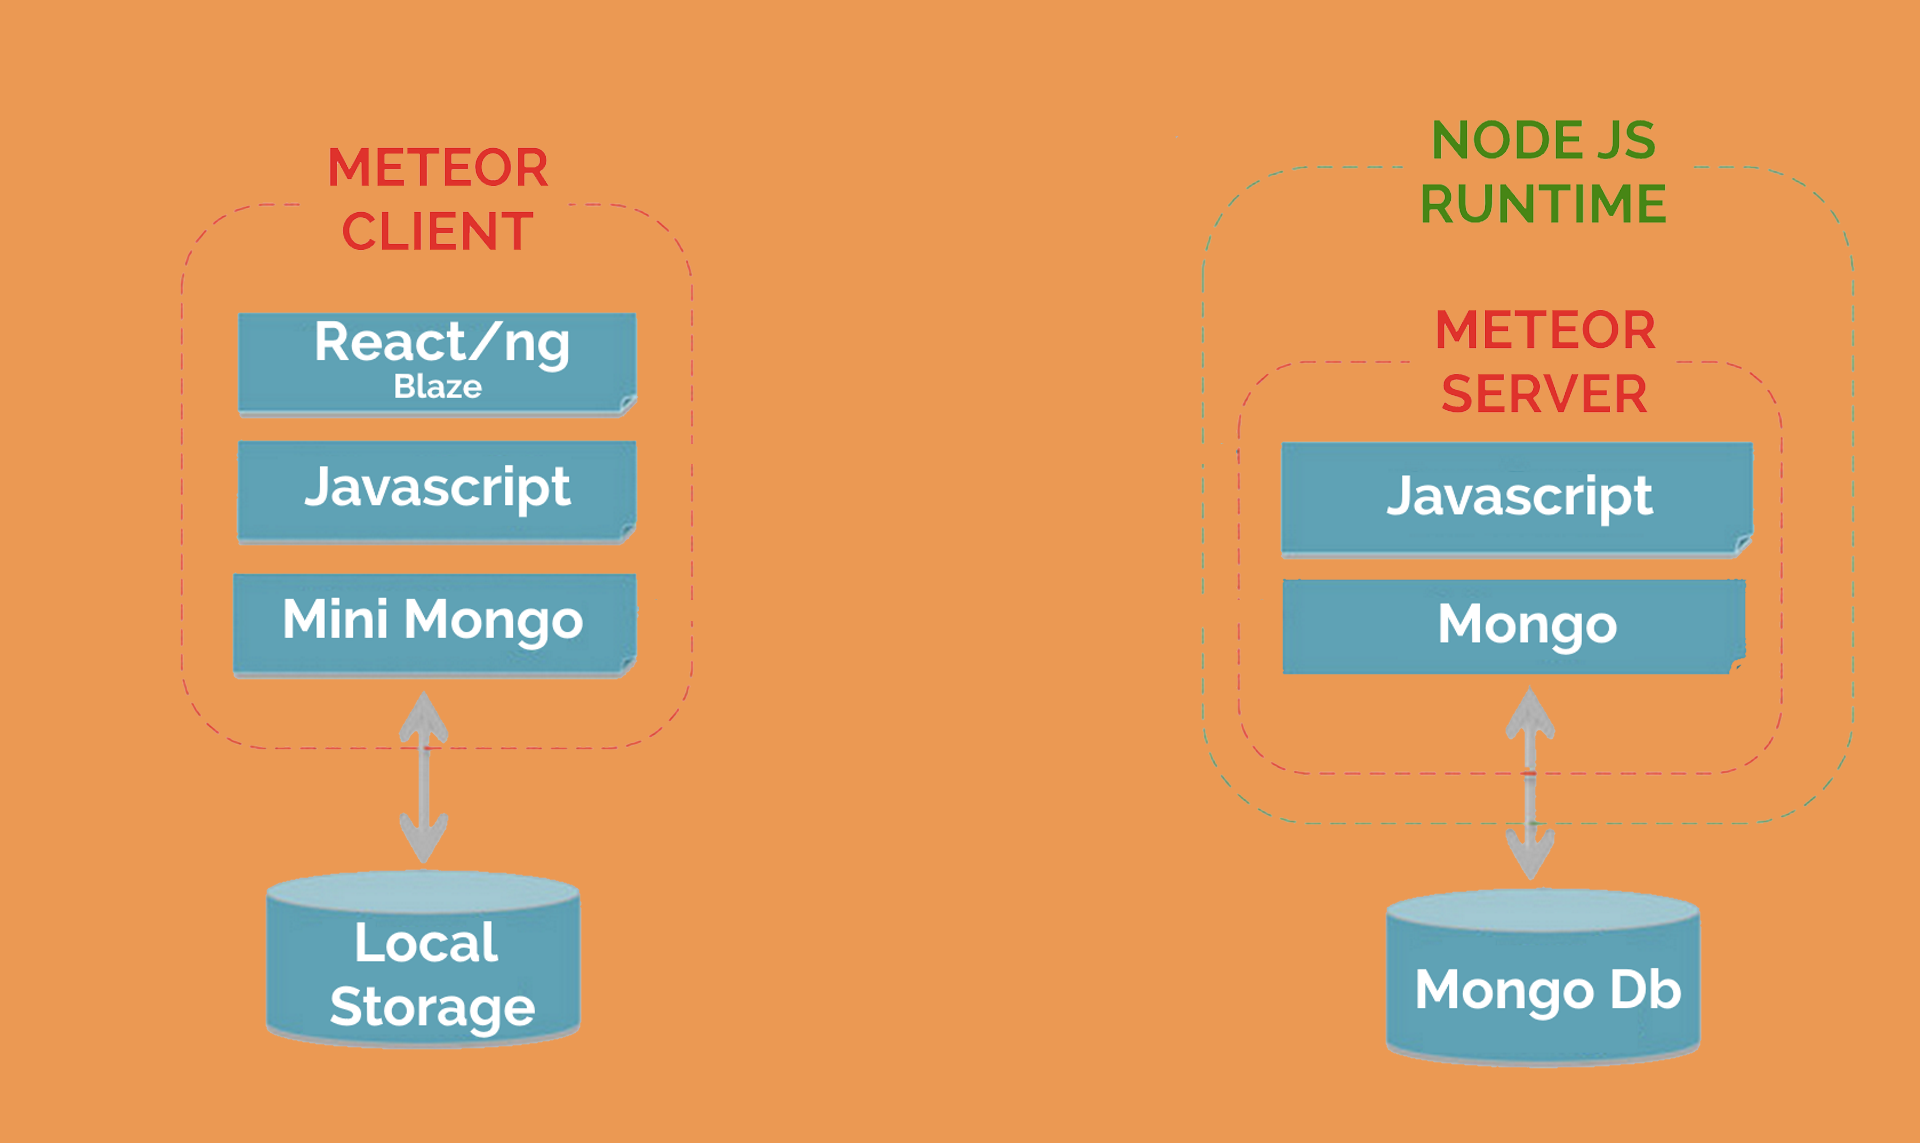 METEOR
CLIENT
React/ng
Blaze
Javascript
Mini Mongo
Local
Storage
NODE JS
RUNTIME
METEOR
SERVER
Javascript
Mongo
Mongo Db